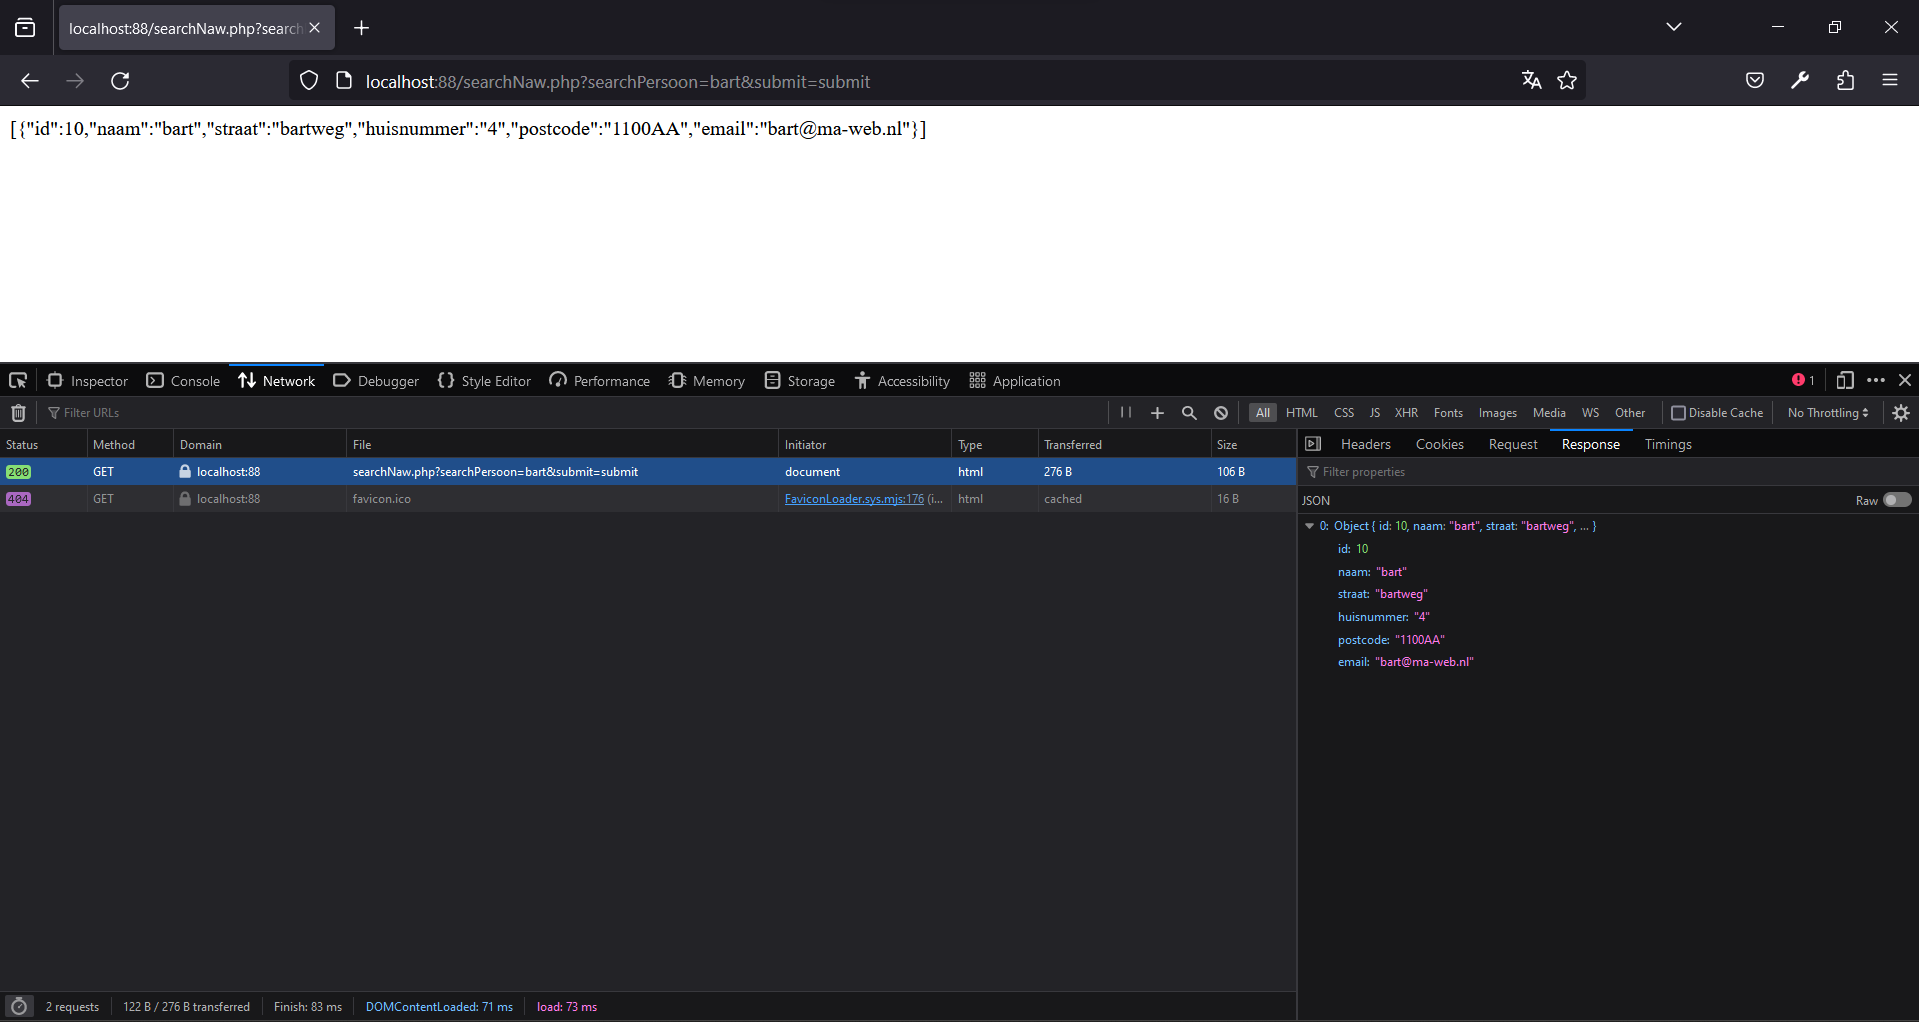 localhost:88/searchNaw.php?search
localhost:88/searchNaw.php?searchPersoon=bart&submit=submit
[{"id":10,"naam":"bart","straat":"bartweg","huisnummer":"4","postcode":"1100AA","email":"bart@ma-web.nl"}]
Inspector Console Network Debugger Style Editor Performance Memory Storage Accessibility Application 1
Filter URLs All HTML CSS JS XHR Fonts Images Media WS Other Disable Cache No Throttling
Status Method Domain File Initiator Type Transferred Size
200 GET localhost:88 searchNaw.php?searchPersoon=bart&submit=submit document html 276 B 106 B
404 GET localhost:88 favicon.ico FaviconLoader.sys.mjs:176 (i... html cached 16 B
Headers Cookies Request Response Timings
Filter properties
JSON Raw
0: Object { id: 10, naam: "bart", straat: "bartweg", ... }
id: 10
naam: "bart"
straat: "bartweg"
huisnummer: "4"
postcode: "1100AA"
email: "bart@ma-web.nl"
2 requests 122 B / 276 B transferred Finish: 83 ms DOMContentLoaded: 71 ms load: 73 ms